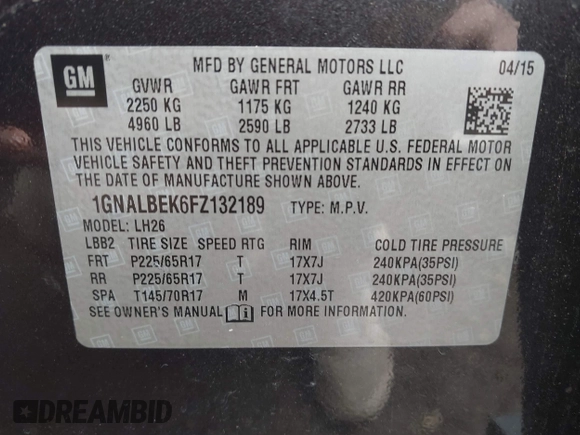 GM
MFD BY GENERAL MOTORS LLC 04/15
GVWR GAWR FRT GAWR RR
2250 KG 1175 KG 1240 KG
4960 LB 2590 LB 2733 LB
THIS VEHICLE CONFORMS TO ALL APPLICABLE U.S. FEDERAL MOTOR
VEHICLE SAFETY AND THEFT PREVENTION STANDARDS IN EFFECT ON
THE DATE OF MANUFACTURE SHOWN ABOVE.
1GNALBEK6FZ132189 TYPE: M.P.V.
MODEL: LH26
LBB2 TIRE SIZE SPEED RTG RIM COLD TIRE PRESSURE
FRT P225/65R17 T 17X7J 240KPA(35PSI)
RR P225/65R17 T 17X7J 240KPA(35PSI)
SPA T145/70R17 M 17X4.5T 420KPA(60PSI)
SEE OWNER'S MANUAL FOR MORE INFORMATION.
DREAMBID